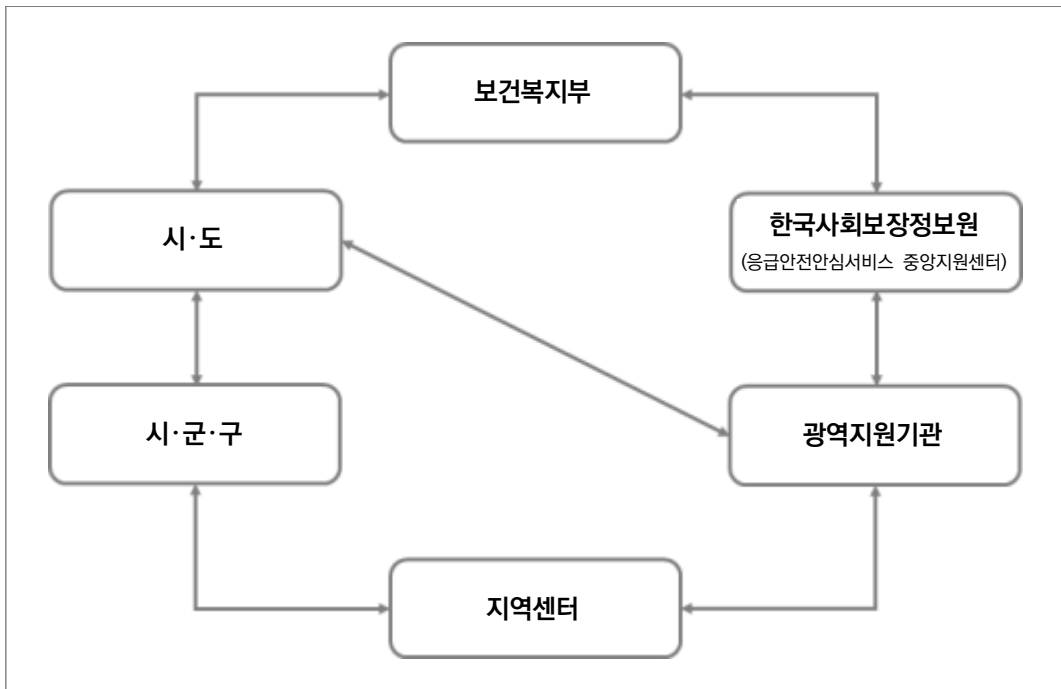 보건복지부
시·도
한국사회보장정보원
(응급안전안심서비스 중앙지원센터)
시·군·구
광역지원기관
지역센터